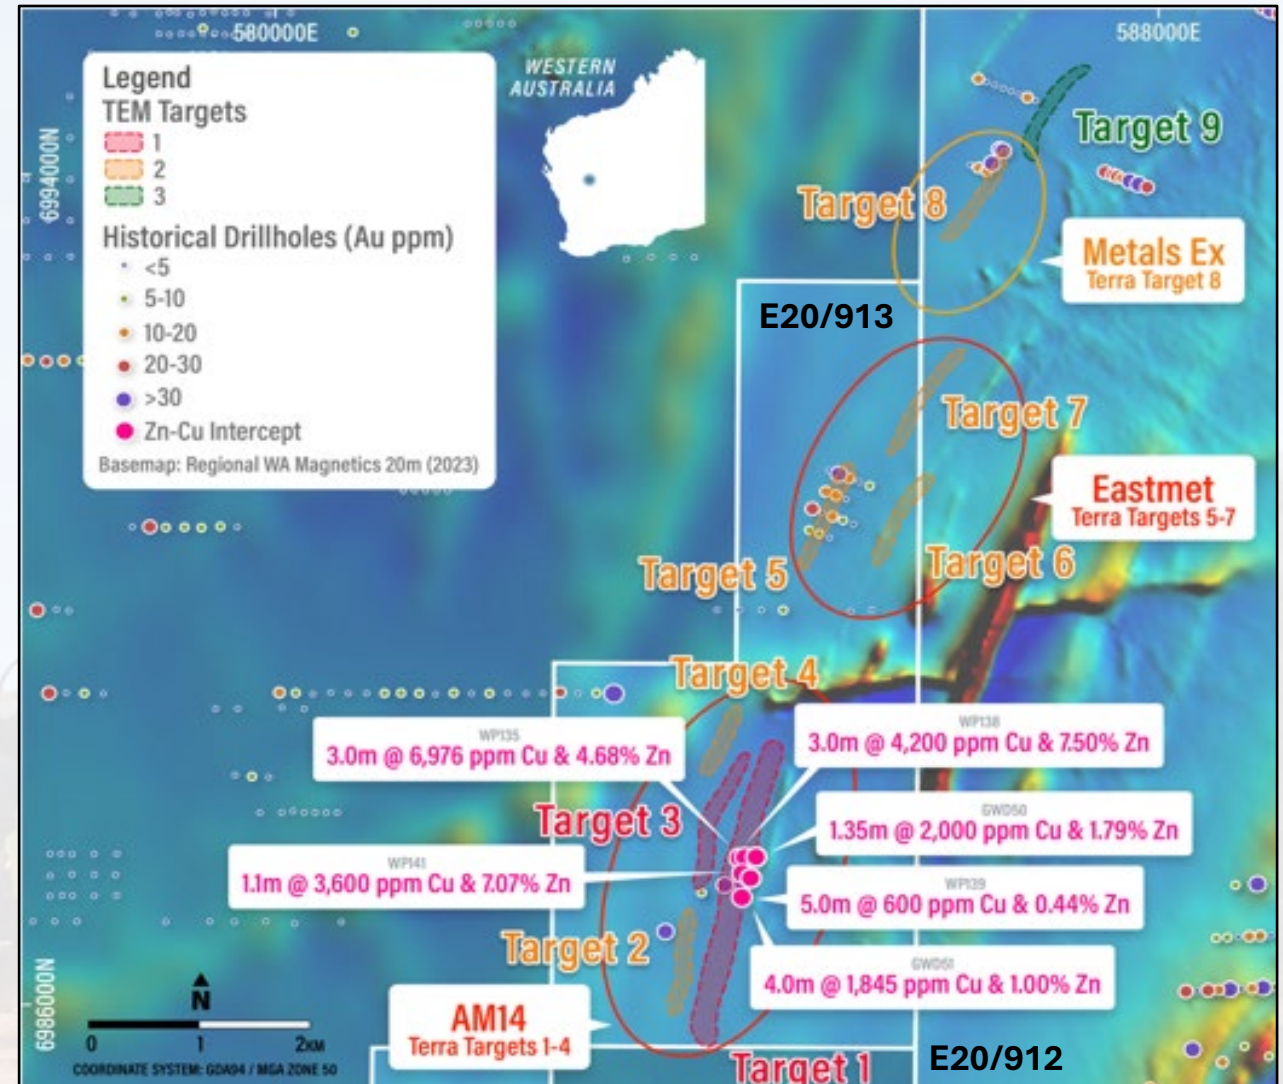 580000E
588000E
6994000N
6986000N
Legend
TEM Targets
1
2
3
Historical Drillholes (Au ppm)
<5
5-10
10-20
20-30
>30
Zn-Cu Intercept
Basemap: Regional WA Magnetics 20m (2023)
WESTERN
AUSTRALIA
Target 9
Target 8
Metals Ex
Terra Target 8
E20/913
Target 7
Eastmet
Terra Targets 5-7
Target 5
Target 6
Target 4
WP135
3.0m @ 6,976 ppm Cu & 4.68% Zn
WP138
3.0m @ 4,200 ppm Cu & 7.50% Zn
Target 3
GWD50
1.35m @ 2,000 ppm Cu & 1.79% Zn
WP141
1.1m @ 3,600 ppm Cu & 7.07% Zn
WP139
5.0m @ 600 ppm Cu & 0.44% Zn
Target 2
GWD51
4.0m @ 1,845 ppm Cu & 1.00% Zn
AM14
Terra Targets 1-4
Target 1
E20/912
N
0 1 2KM
COORDINATE SYSTEM: GDA94 / MGA ZONE 50